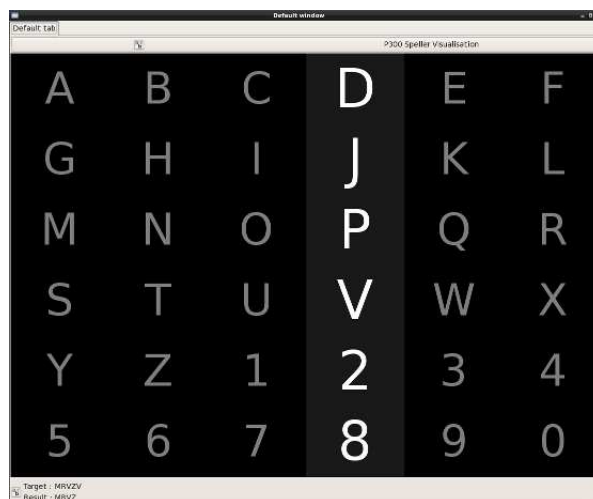 Default window
Default tab
P300 Speller Visualisation
A B C D E F
G H I J K L
M N O P Q R
S T U V W X
Y Z 1 2 3 4
5 6 7 8 9 0
Target : MRVZV
Result : MRVZ